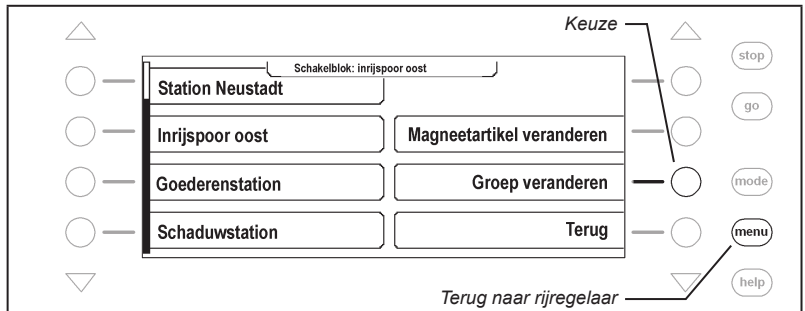 Keuze
stop
Schakelblok: inrijspoor oost
Station Neustadt
go
Inrijspoor oost
Magneetartikel veranderen
Goederenstation
Groep veranderen
mode
Schaduwstation
Terug
menu
help
Terug naar rijregelaar